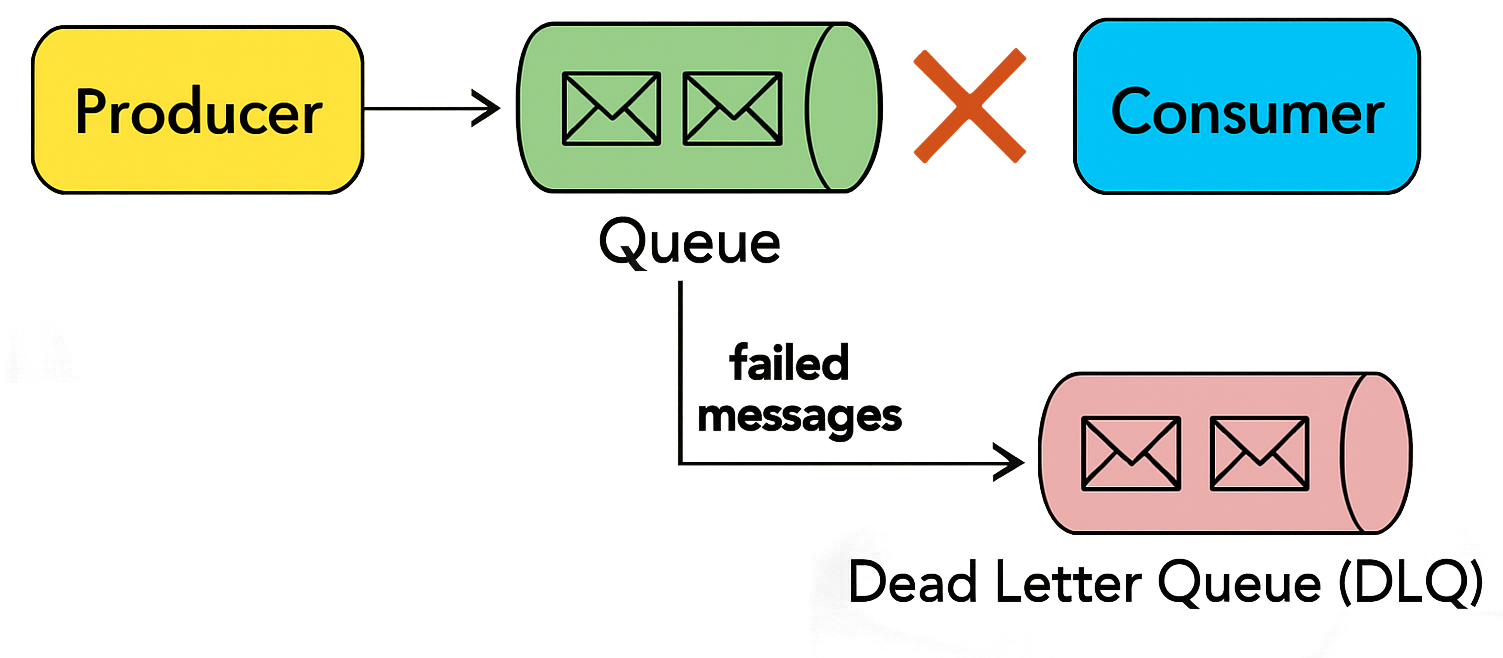 Producer
Consumer
Queue
failed
messages
Dead Letter Queue (DLQ)